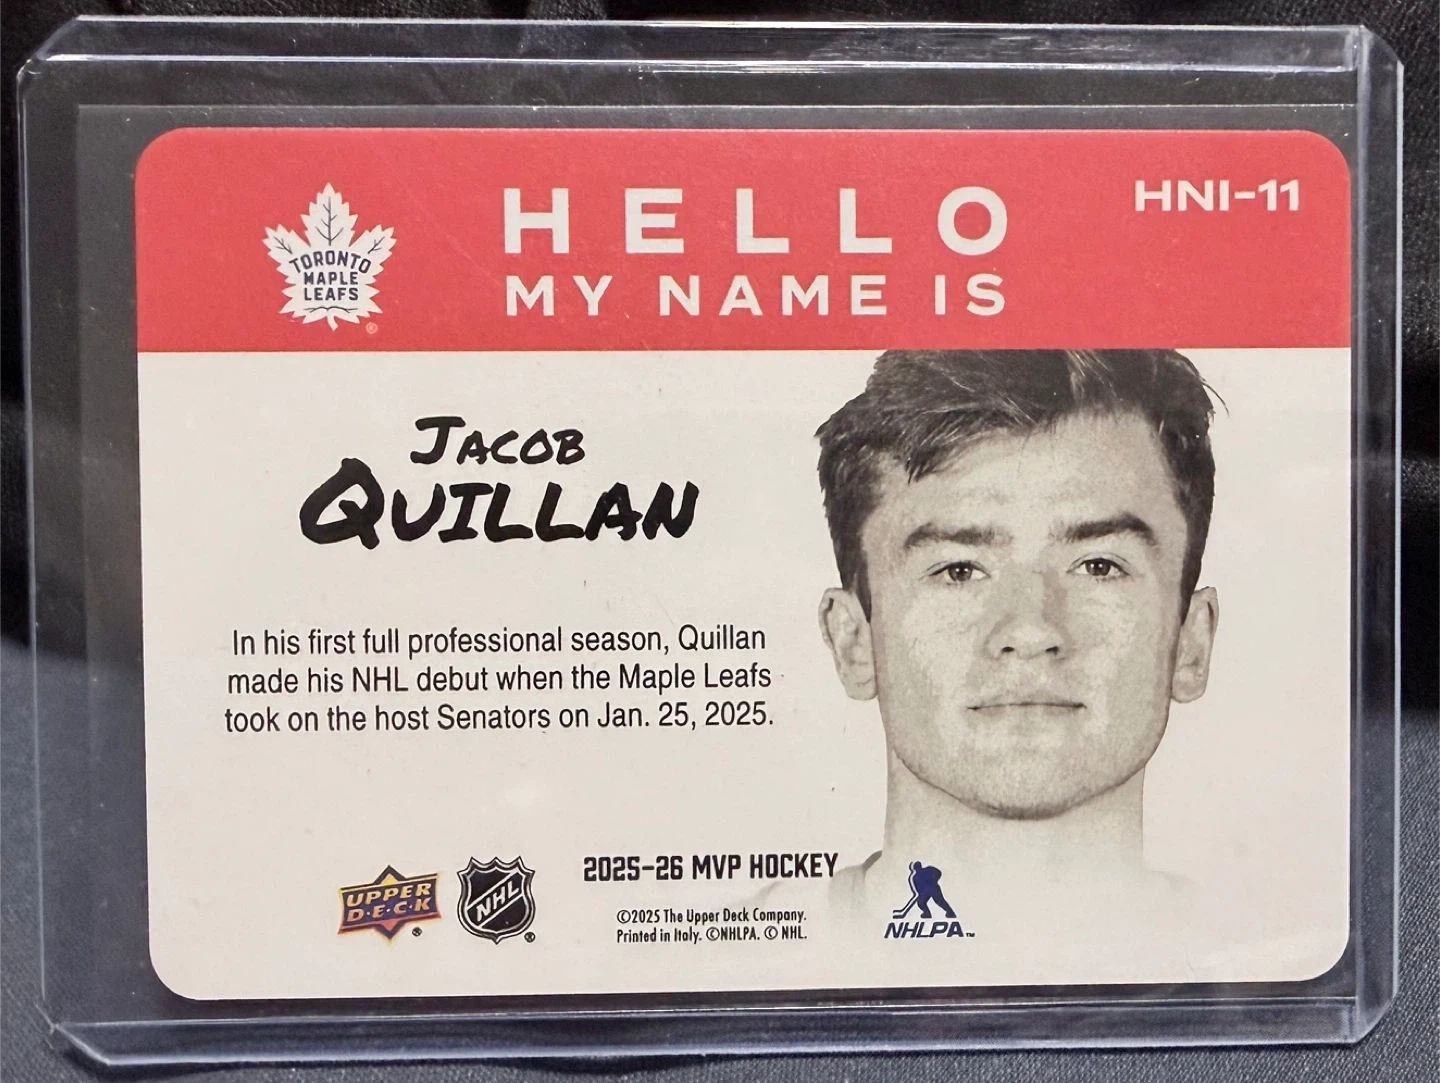 HNI-11
HELLO
MY NAME IS
TORONTO
MAPLE
LEAFS
JACOB
QUILLAN
In his first full professional season, Quillan
made his NHL debut when the Maple Leafs
took on the host Senators on Jan. 25, 2025.
2025-26 MVP HOCKEY
UPPER
D·E·C·K
NHL
©2025 The Upper Deck Company.
Printed in Italy. ©NHLPA. © NHL.
NHLPA™